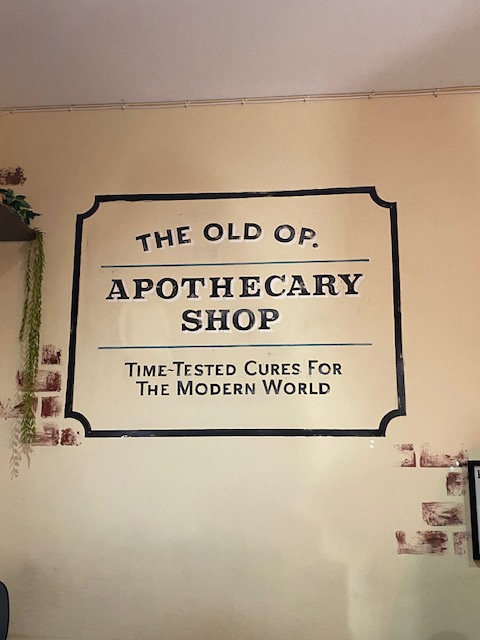 THE OLD OP.
APOTHECARY
SHOP
TIME-TESTED CURES FOR
THE MODERN WORLD